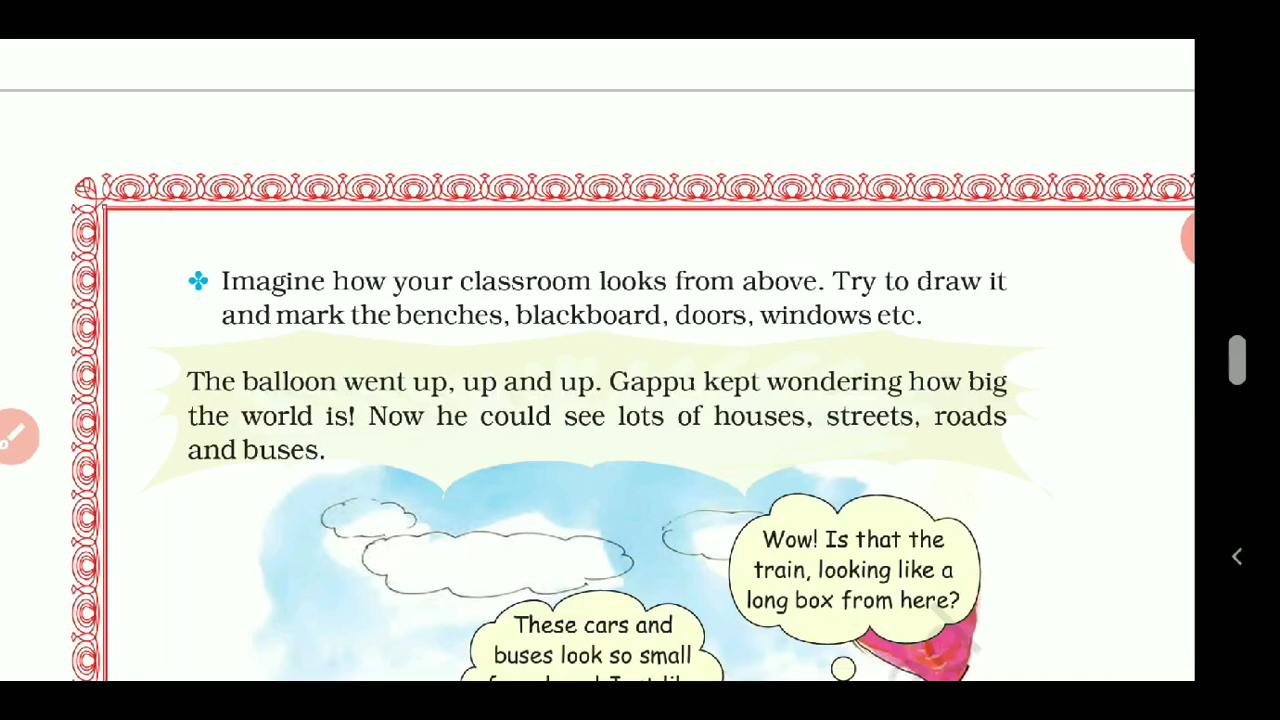 Imagine how your classroom looks from above. Try to draw it
and mark the benches, blackboard, doors, windows etc.
The balloon went up, up and up. Gappu kept wondering how big
the world is! Now he could see lots of houses, streets, roads
and buses.
Wow! Is that the
train, looking like a
long box from here?
These cars and
buses look so small